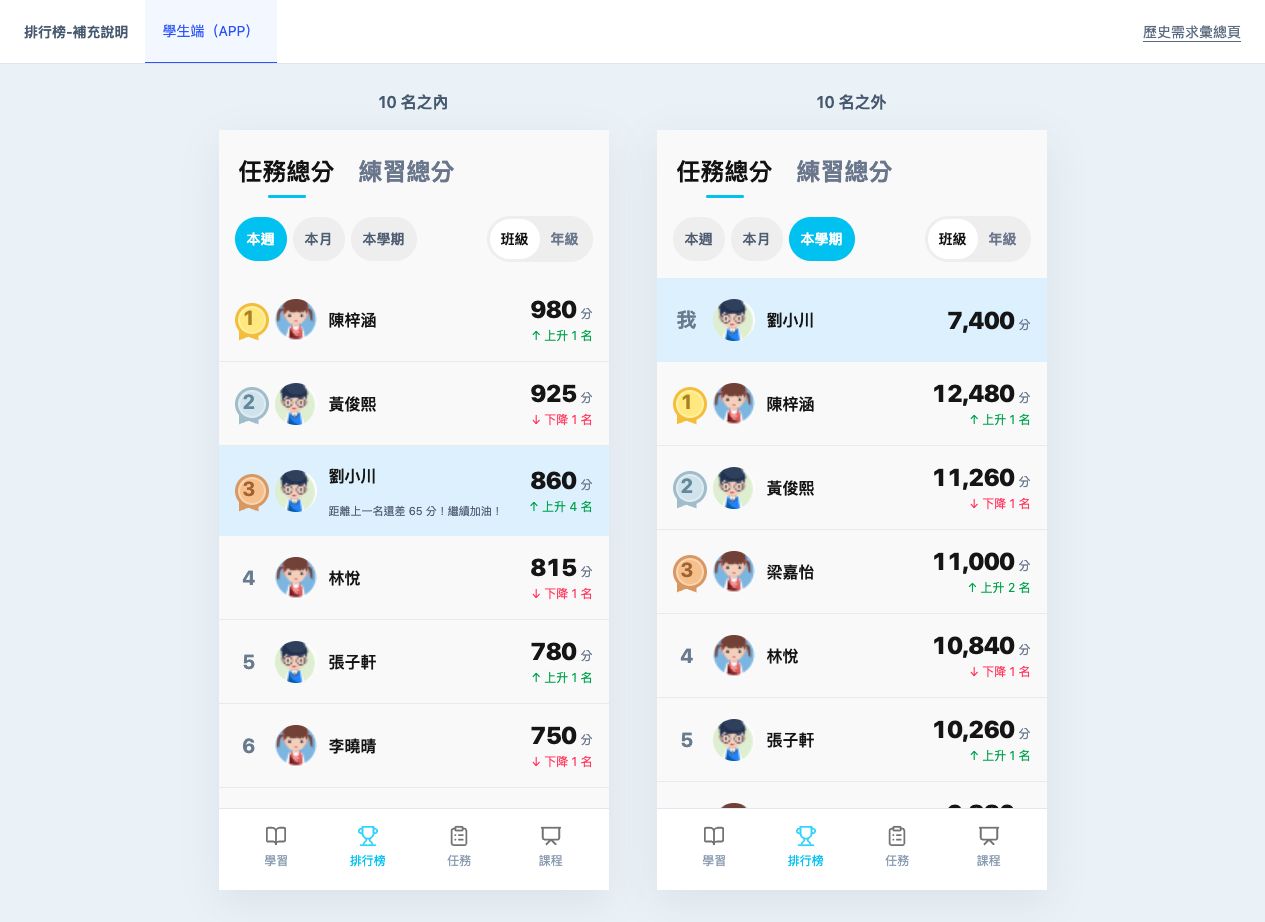 排行榜-補充說明
學生端（APP）
歷史需求彙總頁
10 名之內
任務總分 練習總分
本週 本月 本學期 班級 年級
1 陳梓涵 980 分
↑ 上升 1 名
2 黃俊熙 925 分
↓ 下降 1 名
3 劉小川 860 分
距離上一名還差 65 分！繼續加油！ ↑ 上升 4 名
4 林悅 815 分
↓ 下降 1 名
5 張子軒 780 分
↑ 上升 1 名
6 李曉晴 750 分
↓ 下降 1 名
學習 排行榜 任務 課程
10 名之外
任務總分 練習總分
本週 本月 本學期 班級 年級
我 劉小川 7,400 分
1 陳梓涵 12,480 分
↑ 上升 1 名
2 黃俊熙 11,260 分
↓ 下降 1 名
3 梁嘉怡 11,000 分
↑ 上升 2 名
4 林悅 10,840 分
↓ 下降 1 名
5 張子軒 10,260 分
↑ 上升 1 名
學習 排行榜 任務 課程